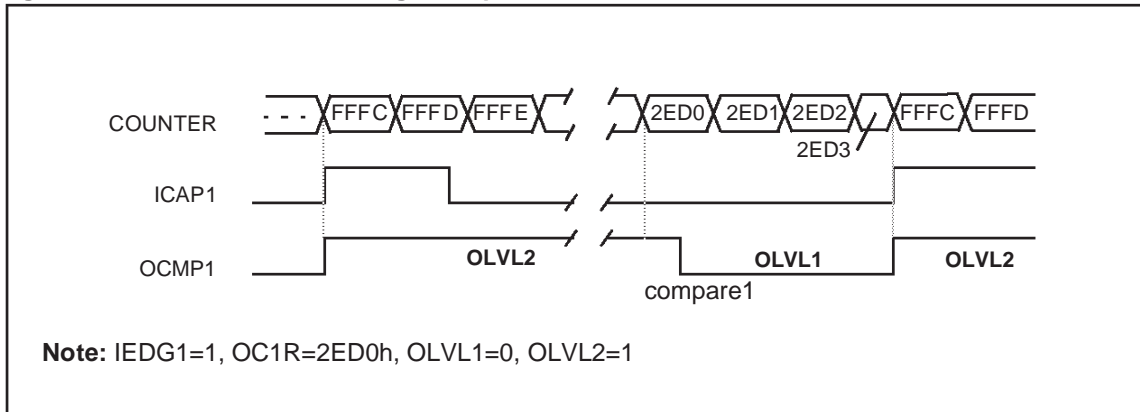 COUNTER
- - - FFFC FFFD FFFE 2ED0 2ED1 2ED2 FFFC FFFD
2ED3
ICAP1
OCMP1 OLVL2 OLVL1 OLVL2
compare1
Note: IEDG1=1, OC1R=2ED0h, OLVL1=0, OLVL2=1